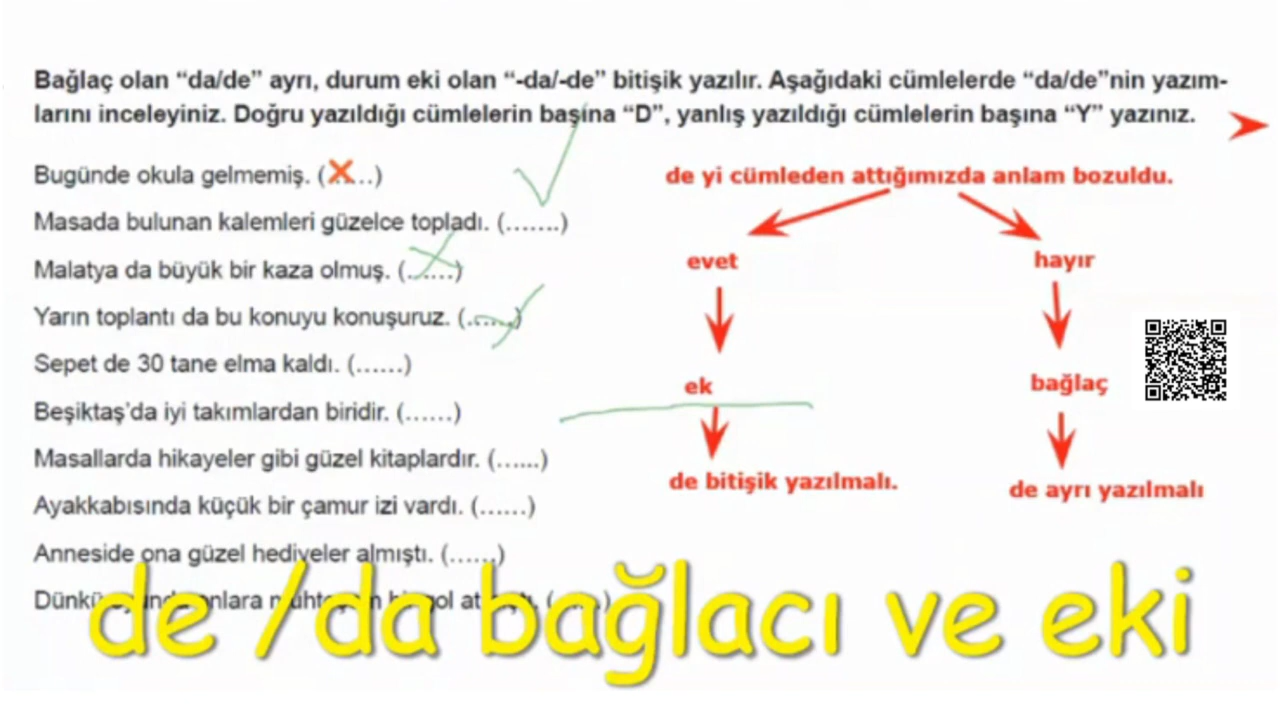 Bağlaç olan “da/de” ayrı, durum eki olan “-da/-de” bitişik yazılır. Aşağıdaki cümlelerde “da/de”nin yazım-
larını inceleyiniz. Doğru yazıldığı cümlelerin başına “D”, yanlış yazıldığı cümlelerin başına “Y” yazınız.
Bugünde okula gelmemiş. (.....)
Masada bulunan kalemleri güzelce topladı. (.......)
Malatya da büyük bir kaza olmuş. (......)
Yarın toplantı da bu konuyu konuşuruz. (......)
Sepet de 30 tane elma kaldı. (......)
Beşiktaş’da iyi takımlardan biridir. (......)
Masallarda hikayeler gibi güzel kitaplardır. (......)
Ayakkabısında küçük bir çamur izi vardı. (......)
Anneside ona güzel hediyeler almıştı. (......)
de yi cümleden attığımızda anlam bozuldu.
evet hayır
ek bağlaç
de bitişik yazılmalı. de ayrı yazılmalı
de /da bağlacı ve eki